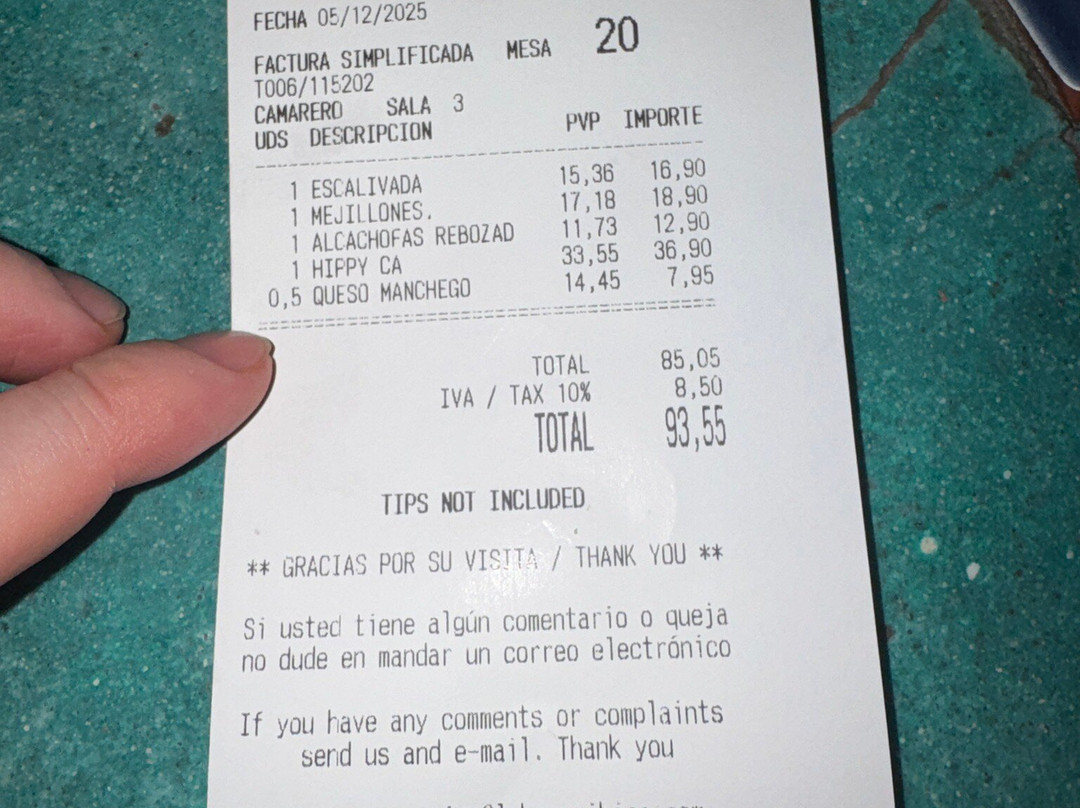 FECHA 05/12/2025
FACTURA SIMPLIFICADA MESA 20
T006/115202
CAMARERO SALA 3
UDS DESCRIPCION PVP IMPORTE
1 ESCALIVADA 15,36 16,90
1 MEJILLONES. 17,18 18,90
1 ALCACHOFAS REBOZAD 11,73 12,90
1 HIPPY CA 33,55 36,90
0,5 QUESO MANCHEGO 14,45 7,95
TOTAL 85,05
IVA / TAX 10% 8,50
TOTAL 93,55
TIPS NOT INCLUDED
** GRACIAS POR SU VISITA / THANK YOU **
Si usted tiene algún comentario o queja
no dude en mandar un correo electrónico
If you have any comments or complaints
send us and e-mail. Thank you